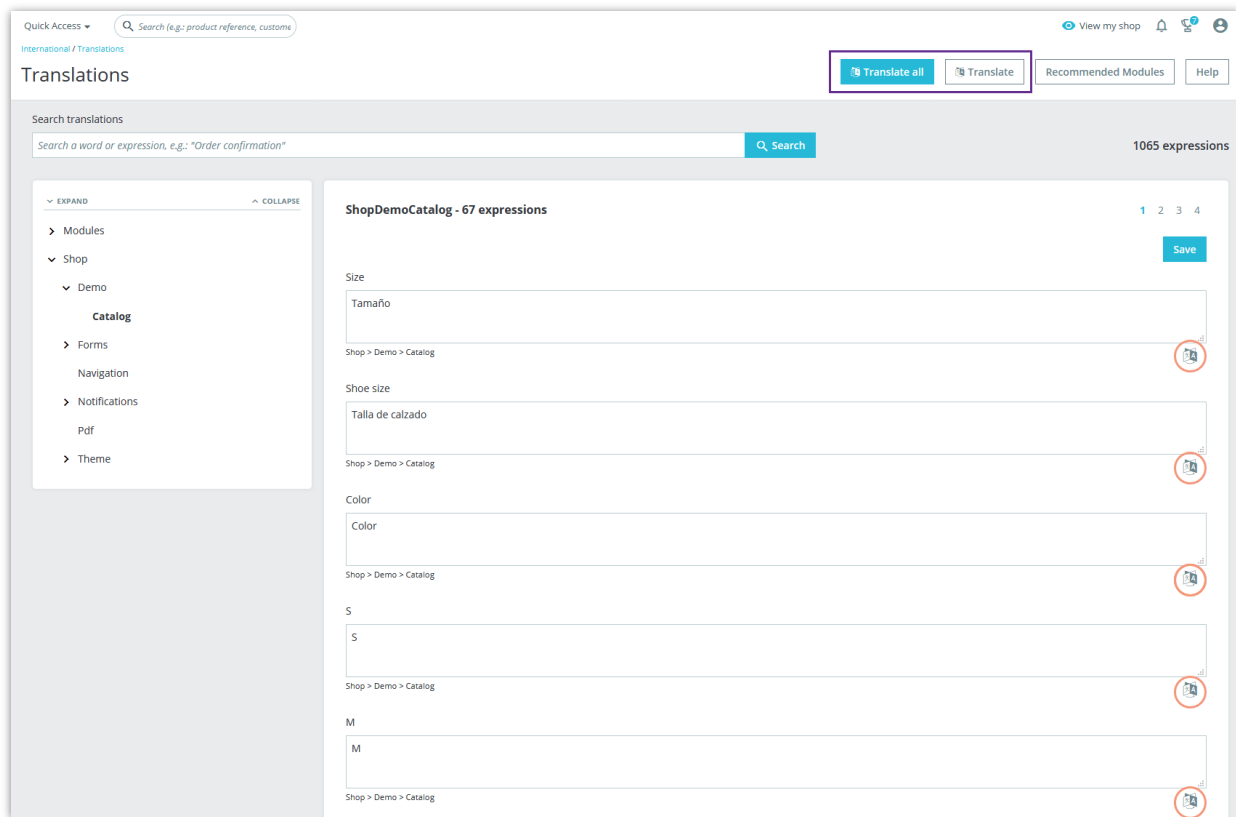 Quick Access
Search (e.g.: product reference, custome
View my shop
7
International / Translations
Translations
Translate all
Translate
Recommended Modules
Help
Search translations
Search a word or expression, e.g.: "Order confirmation"
Search
1065 expressions
EXPAND
COLLAPSE
Modules
Shop
Demo
Catalog
Forms
Navigation
Notifications
Pdf
Theme
ShopDemoCatalog - 67 expressions
1 2 3 4
Save
Size
Tamaño
Shop > Demo > Catalog
Shoe size
Talla de calzado
Shop > Demo > Catalog
Color
Color
Shop > Demo > Catalog
S
S
Shop > Demo > Catalog
M
M
Shop > Demo > Catalog